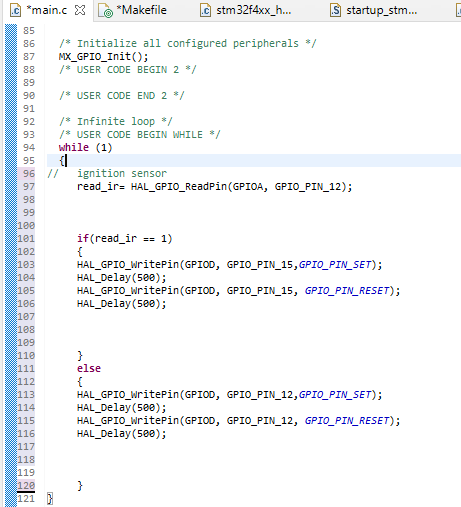 *main.c *Makefile stm32f4xx_h... startup_stm...
85
86 /* Initialize all configured peripherals */
87 MX_GPIO_Init();
88 /* USER CODE BEGIN 2 */
89
90 /* USER CODE END 2 */
91
92 /* Infinite loop */
93 /* USER CODE BEGIN WHILE */
94 while (1)
95 {
96 // ignition sensor
97 read_ir= HAL_GPIO_ReadPin(GPIOA, GPIO_PIN_12);
98
99
100
101 if(read_ir == 1)
102 {
103 HAL_GPIO_WritePin(GPIOD, GPIO_PIN_15,GPIO_PIN_SET);
104 HAL_Delay(500);
105 HAL_GPIO_WritePin(GPIOD, GPIO_PIN_15, GPIO_PIN_RESET);
106 HAL_Delay(500);
107
108
109
110 }
111 else
112 {
113 HAL_GPIO_WritePin(GPIOD, GPIO_PIN_12,GPIO_PIN_SET);
114 HAL_Delay(500);
115 HAL_GPIO_WritePin(GPIOD, GPIO_PIN_12, GPIO_PIN_RESET);
116 HAL_Delay(500);
117
118
119
120 }
121 }